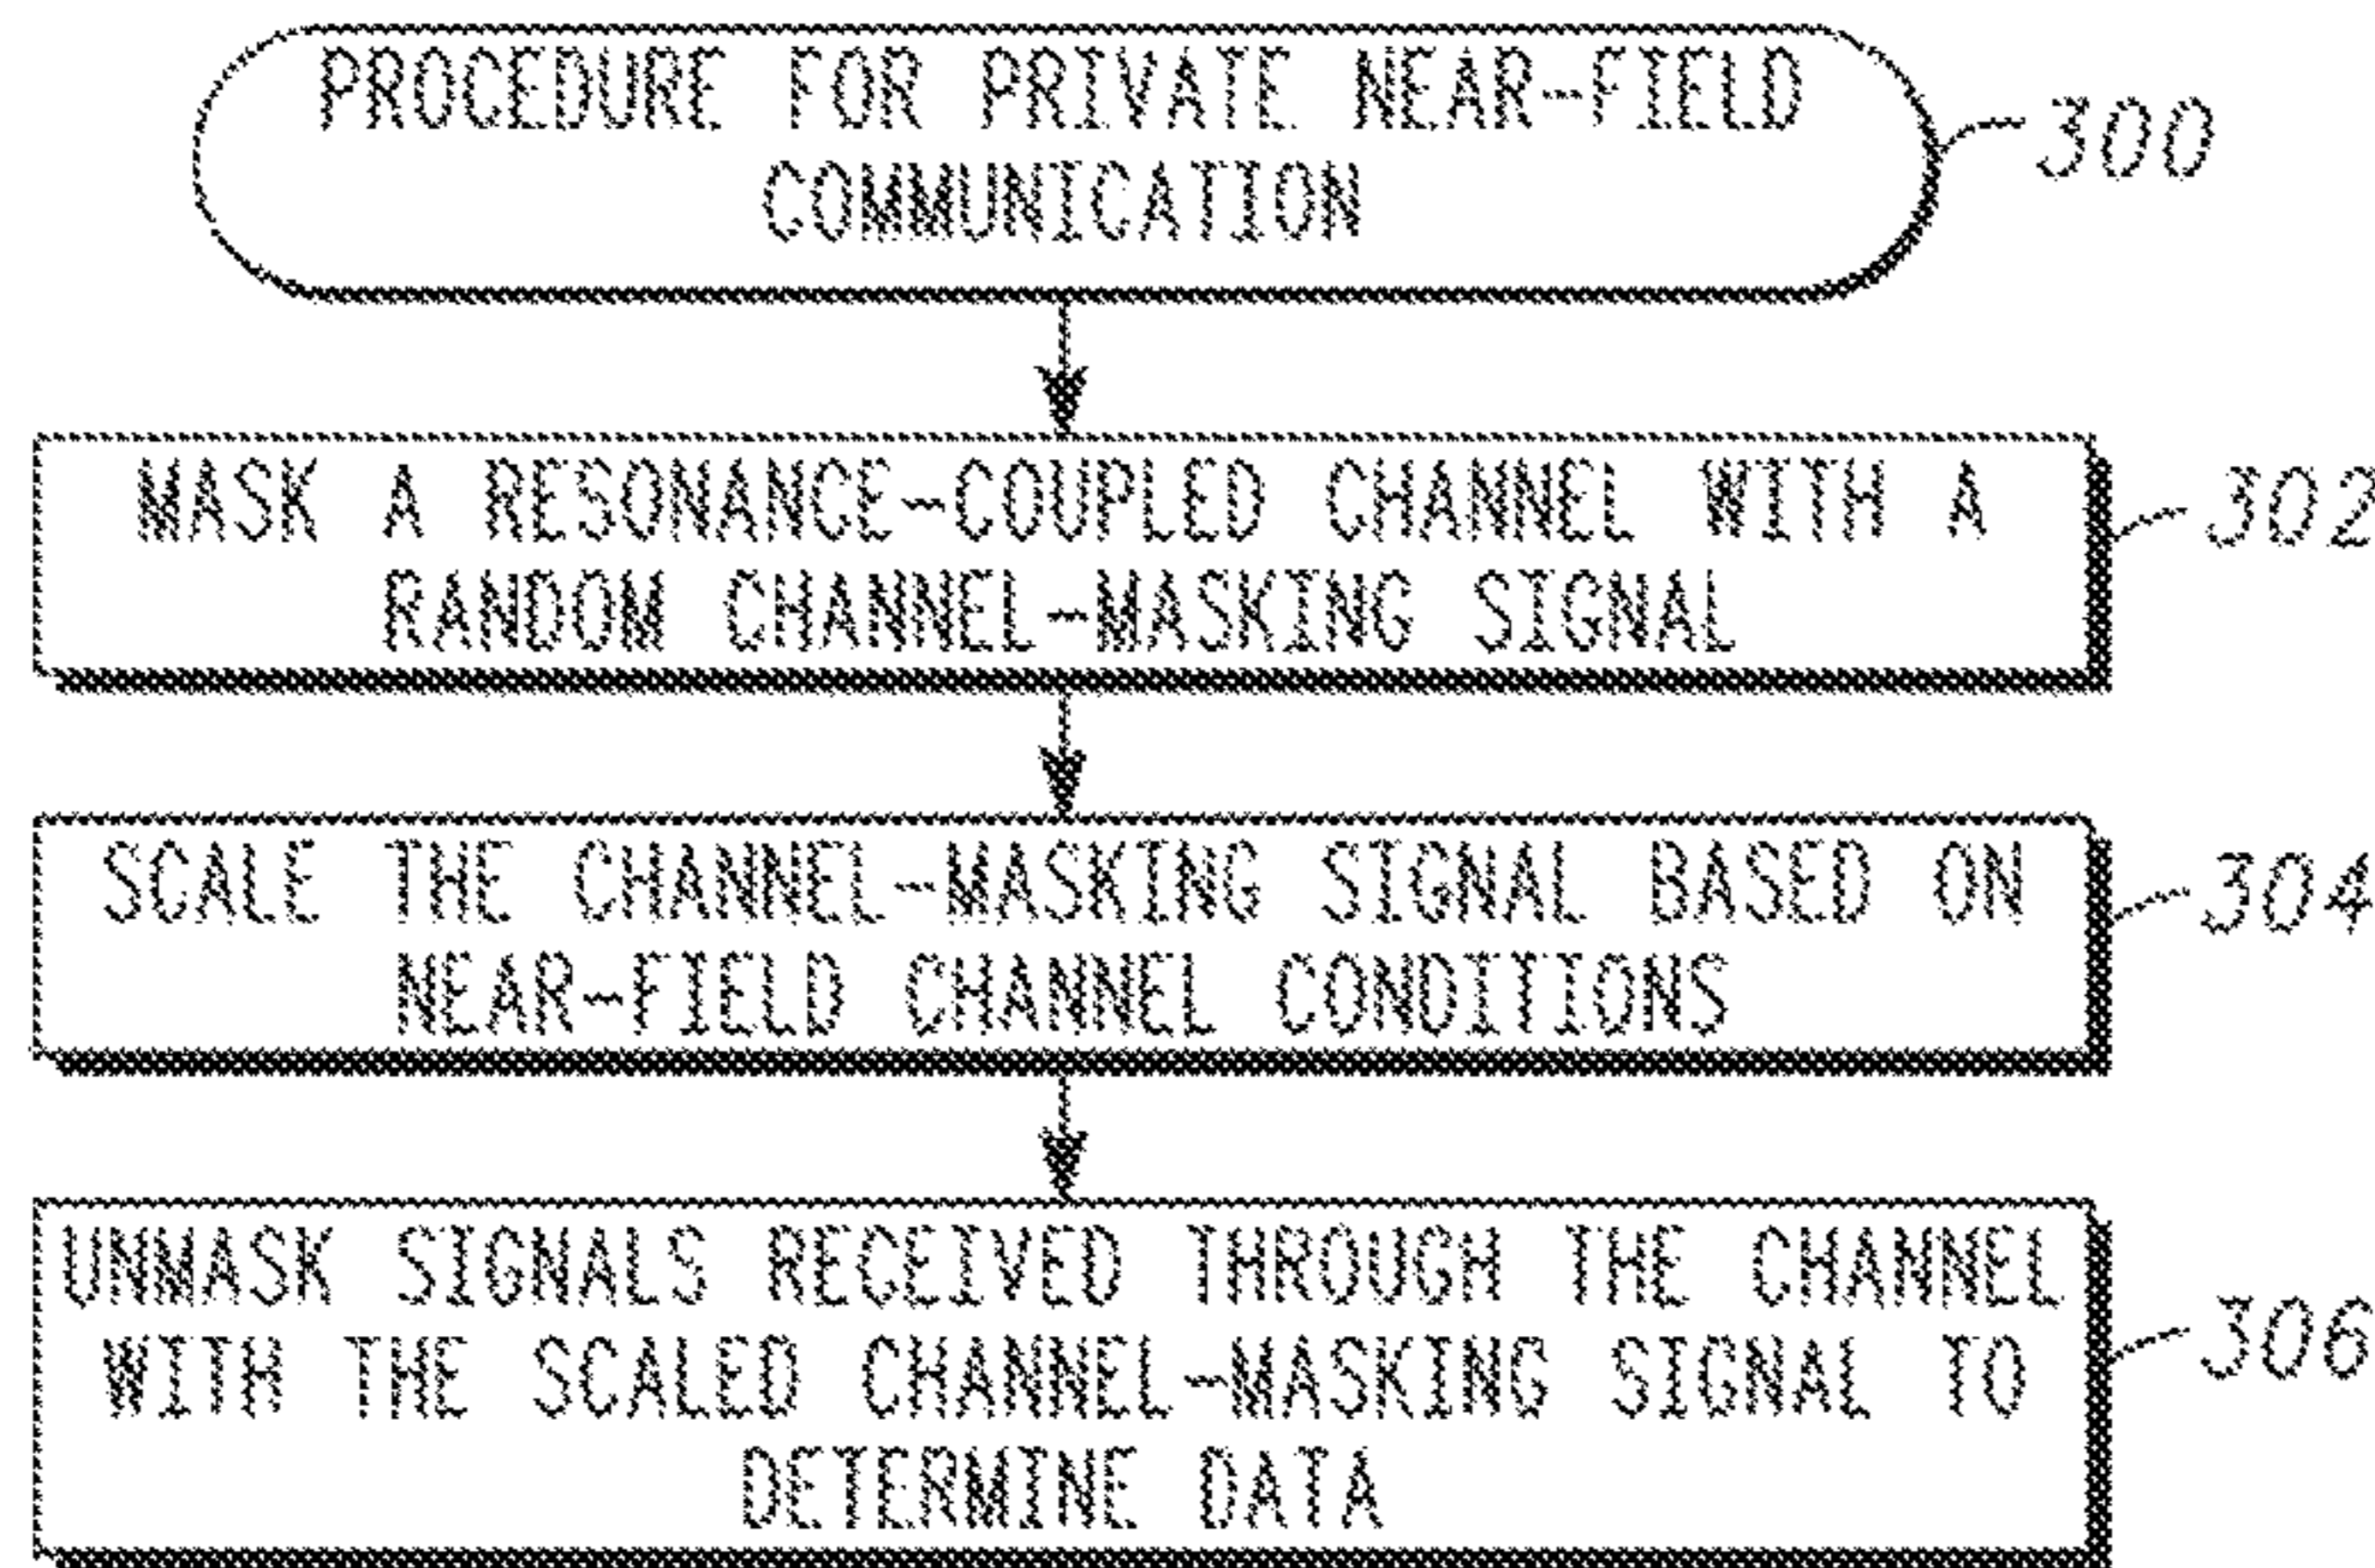 PROCEDURE FOR PRIVATE NEAR-FIELD
COMMUNICATION
300
MASK A RESONANCE-COUPLED CHANNEL WITH A
RANDOM CHANNEL-MASKING SIGNAL
302
SCALE THE CHANNEL-MASKING SIGNAL BASED ON
NEAR-FIELD CHANNEL CONDITIONS
304
UNMASK SIGNALS RECEIVED THROUGH THE CHANNEL
WITH THE SCALED CHANNEL-MASKING SIGNAL TO
DETERMINE DATA
306